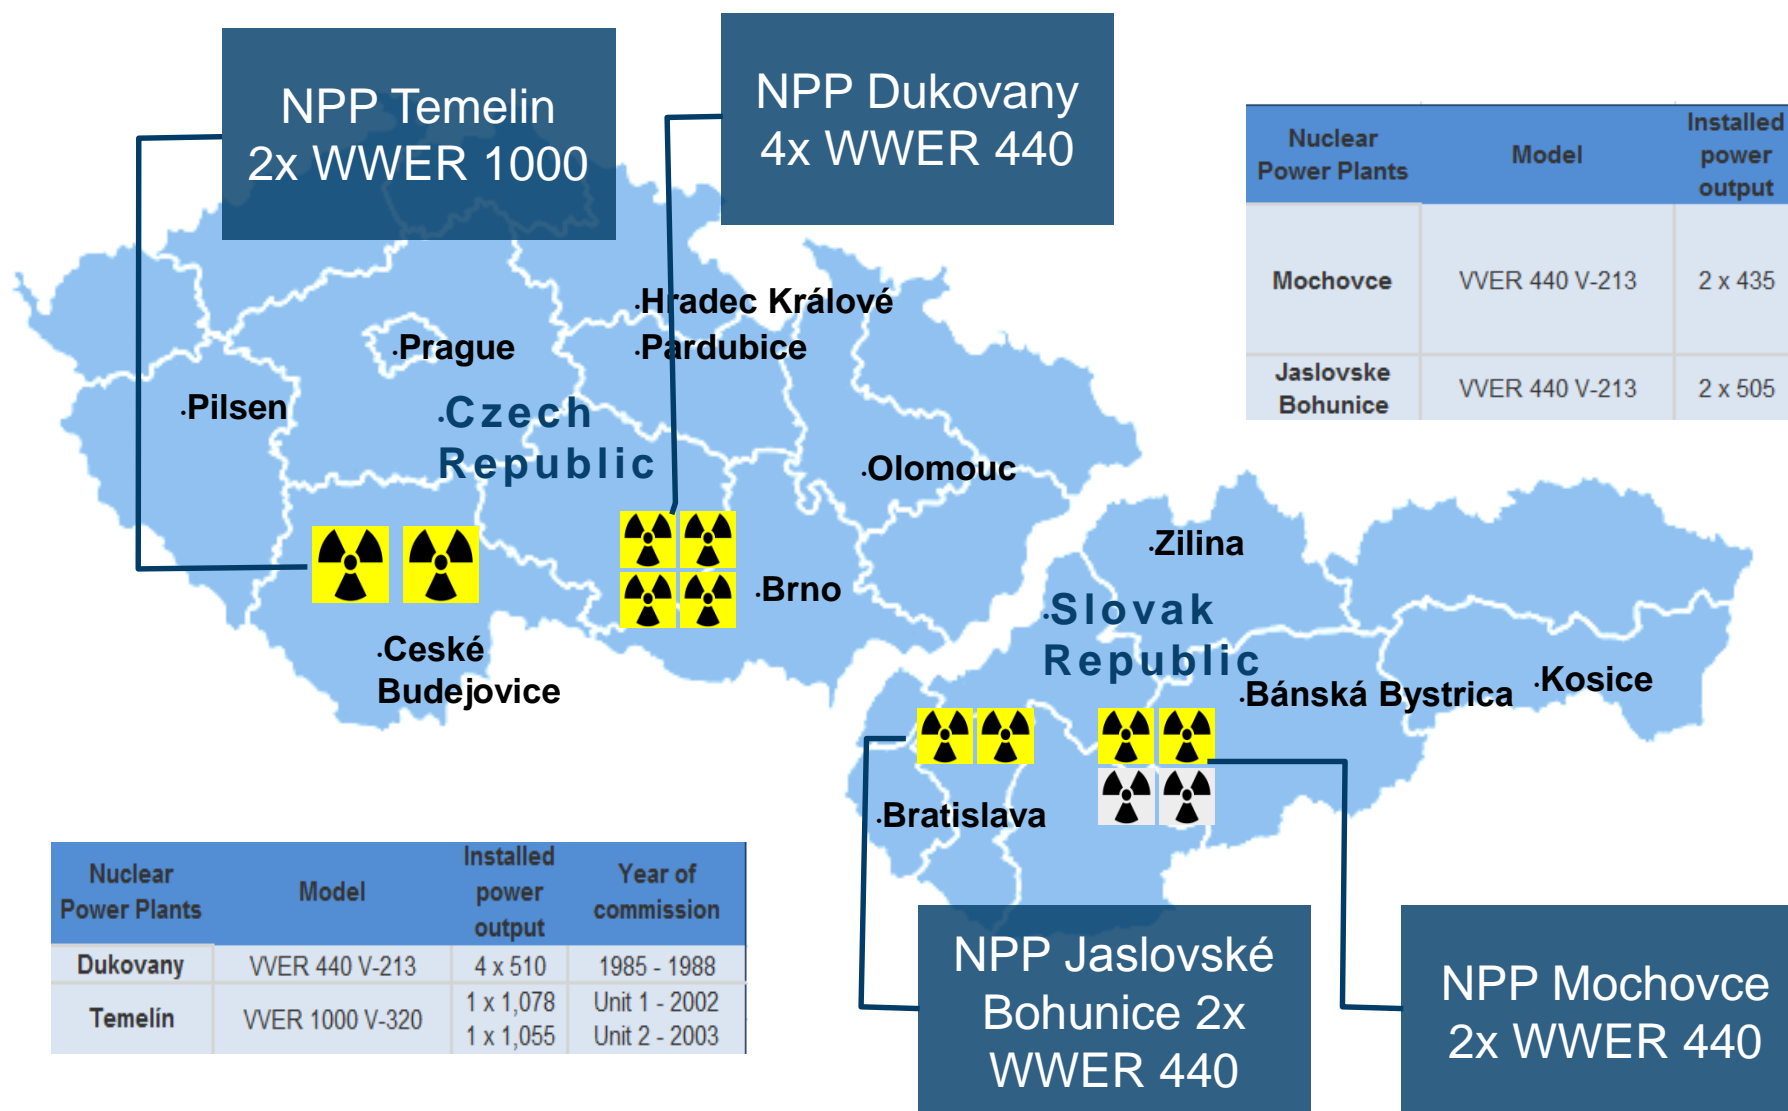 NPP Temelin
2x WWER 1000
NPP Dukovany
4x WWER 440
Nuclear
Power Plants
Model
Installed
power
output
Mochovce
VVER 440 V-213
2 x 435
Jaslovske
Bohunice
VVER 440 V-213
2 x 505
.Hradec Králové
.Prague
.Pardubice
.Pilsen
.Czech
Republic
.Olomouc
.Zilina
.Brno
.Slovak
Republic
.Ceské
Budejovice
.Bánská Bystrica
.Kosice
.Bratislava
Nuclear
Power Plants
Model
Installed
power
output
Year of
commission
Dukovany
VVER 440 V-213
4 x 510
1985 - 1988
Temelín
VVER 1000 V-320
1 x 1,078
1 x 1,055
Unit 1 - 2002
Unit 2 - 2003
NPP Jaslovské
Bohunice 2x
WWER 440
NPP Mochovce
2x WWER 440